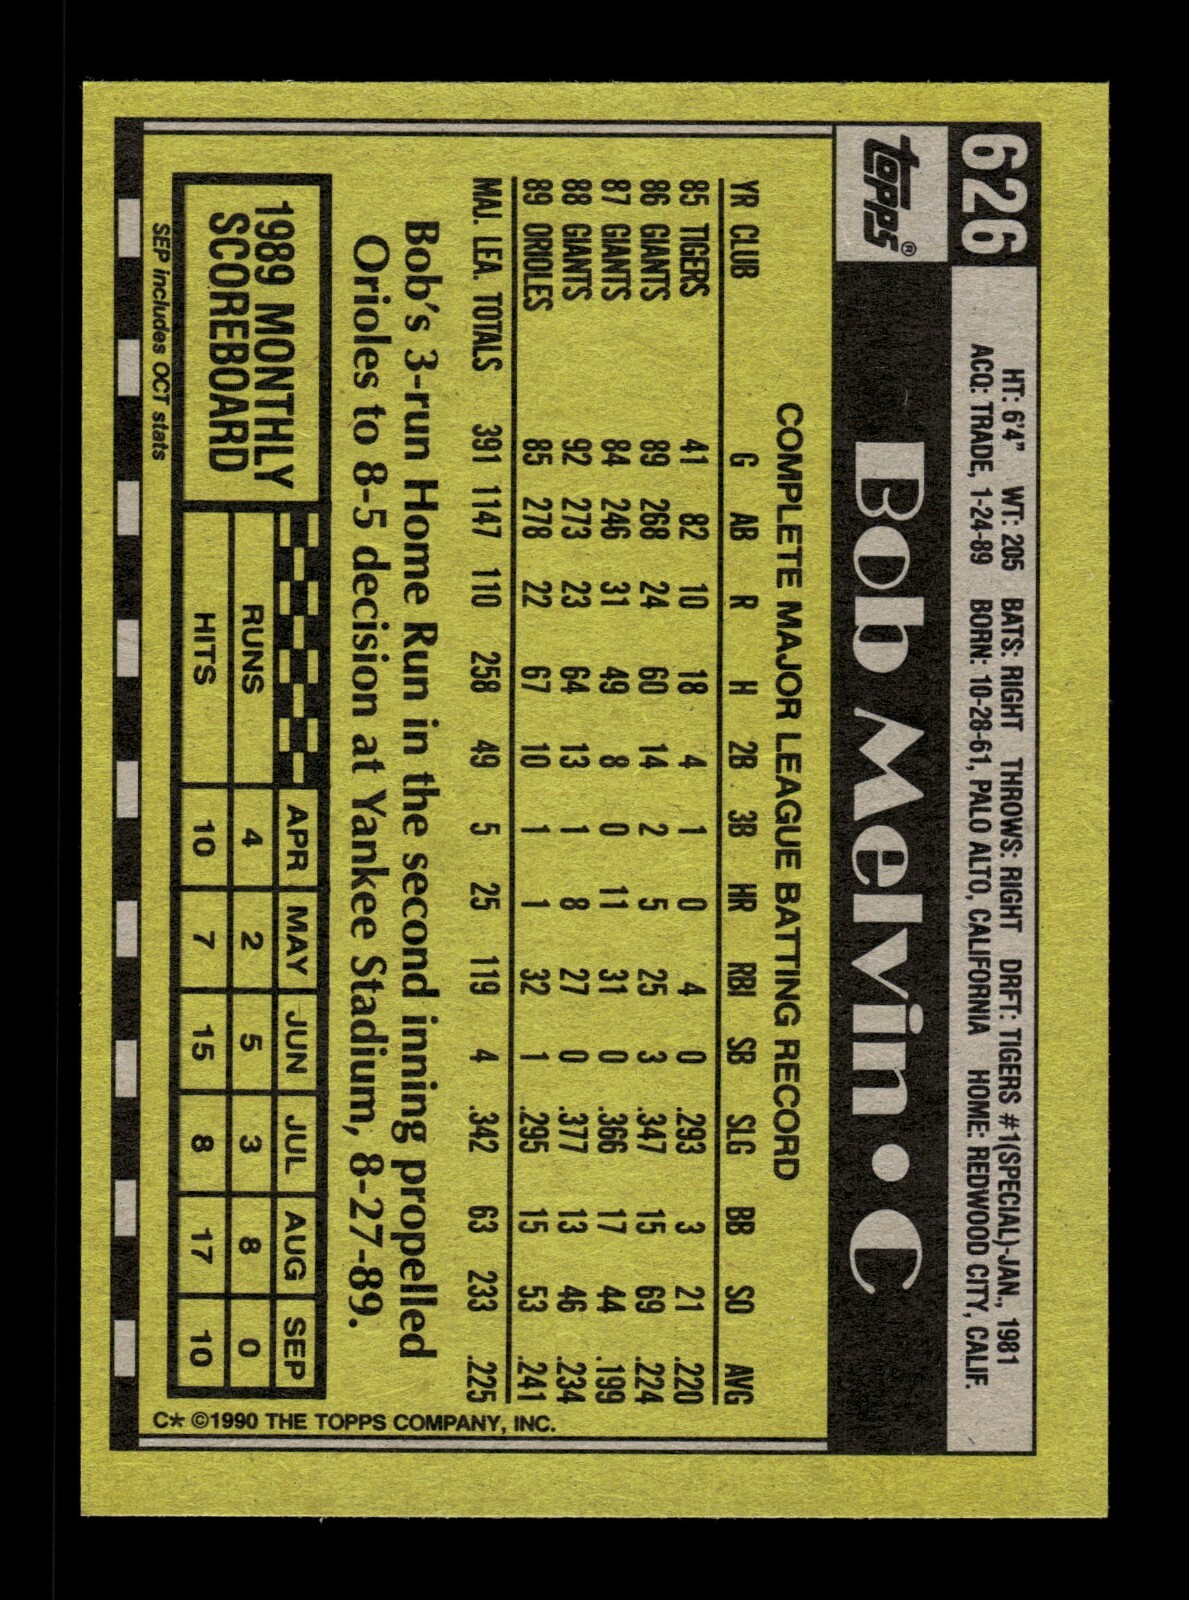 626
HT: 6'4" WT: 205 BATS: RIGHT THROWS: RIGHT DRFT: TIGERS #1(SPECIAL)-JAN., 1981
ACQ: TRADE, 1-24-89 BORN: 10-28-61, PALO ALTO, CALIFORNIA HOME: REDWOOD CITY, CALIF.
topps®
Bob Melvin • C
COMPLETE MAJOR LEAGUE BATTING RECORD
YR CLUB G AB R H 2B 3B HR RBI SB SLG BB SO AVG
85 TIGERS 41 82 10 18 4 1 0 4 0 .293 3 21 .220
86 GIANTS 89 268 24 60 14 2 5 25 3 .347 15 69 .224
87 GIANTS 84 246 31 49 8 0 11 31 0 .366 17 44 .199
88 GIANTS 92 273 23 64 13 1 8 27 0 .377 13 46 .234
89 ORIOLES 85 278 22 67 10 1 1 32 1 .295 15 53 .241
MAJ. LEA. TOTALS 391 1147 110 258 49 5 25 119 4 .342 63 233 .225
Bob's 3-run Home Run in the second inning propelled
Orioles to 8-5 decision at Yankee Stadium, 8-27-89.
1989 MONTHLY
SCOREBOARD
APR MAY JUN JUL AUG SEP
RUNS 4 2 5 3 8 0
HITS 10 7 15 8 17 10
SEP includes OCT stats
C* ©1990 THE TOPPS COMPANY, INC.